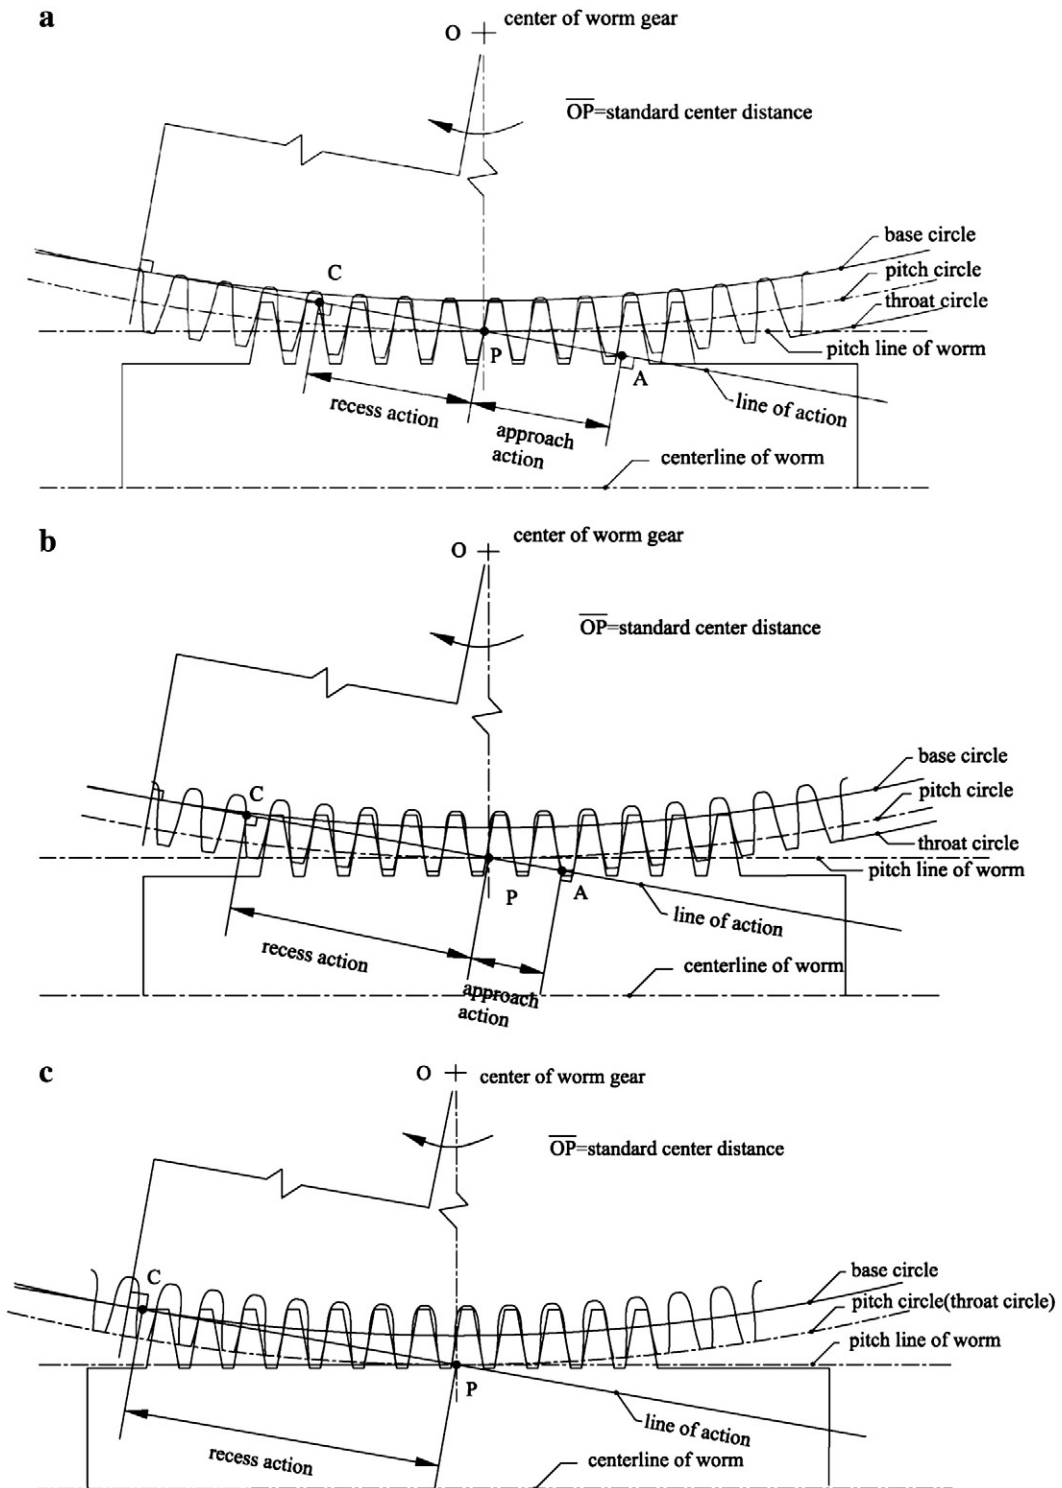 a
O
center of worm gear
O̅P̅=standard center distance
base circle
pitch circle
throat circle
pitch line of worm
C
P
A
recess action
approach
action
line of action
centerline of worm
b
O
center of worm gear
O̅P̅=standard center distance
base circle
pitch circle
throat circle
pitch line of worm
C
P
A
line of action
recess action
centerline of worm
approach
action
c
O
center of worm gear
O̅P̅=standard center distance
base circle
pitch circle(throat circle)
pitch line of worm
C
P
line of action
recess action
centerline of worm